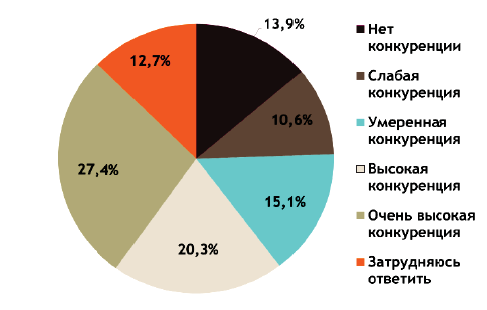 13,9%
12,7%
10,6%
27,4%
15,1%
20,3%
Нет
конкуренции
Слабая
конкуренция
Умеренная
конкуренция
Высокая
конкуренция
Очень высокая
конкуренция
Затрудняюсь
ответить